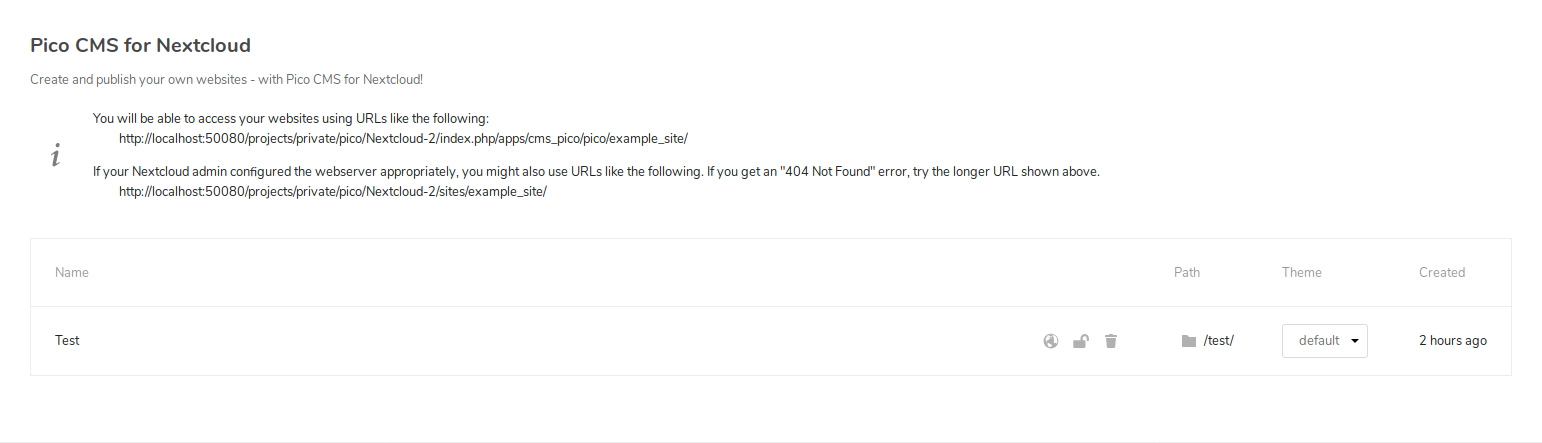 Pico CMS for Nextcloud
Create and publish your own websites - with Pico CMS for Nextcloud!
You will be able to access your websites using URLs like the following:
http://localhost:50080/projects/private/pico/Nextcloud-2/index.php/apps/cms_pico/pico/example_site/
If your Nextcloud admin configured the webserver appropriately, you might also use URLs like the following. If you get an "404 Not Found" error, try the longer URL shown above.
http://localhost:50080/projects/private/pico/Nextcloud-2/sites/example_site/
Name Path Theme Created
Test /test/ default 2 hours ago